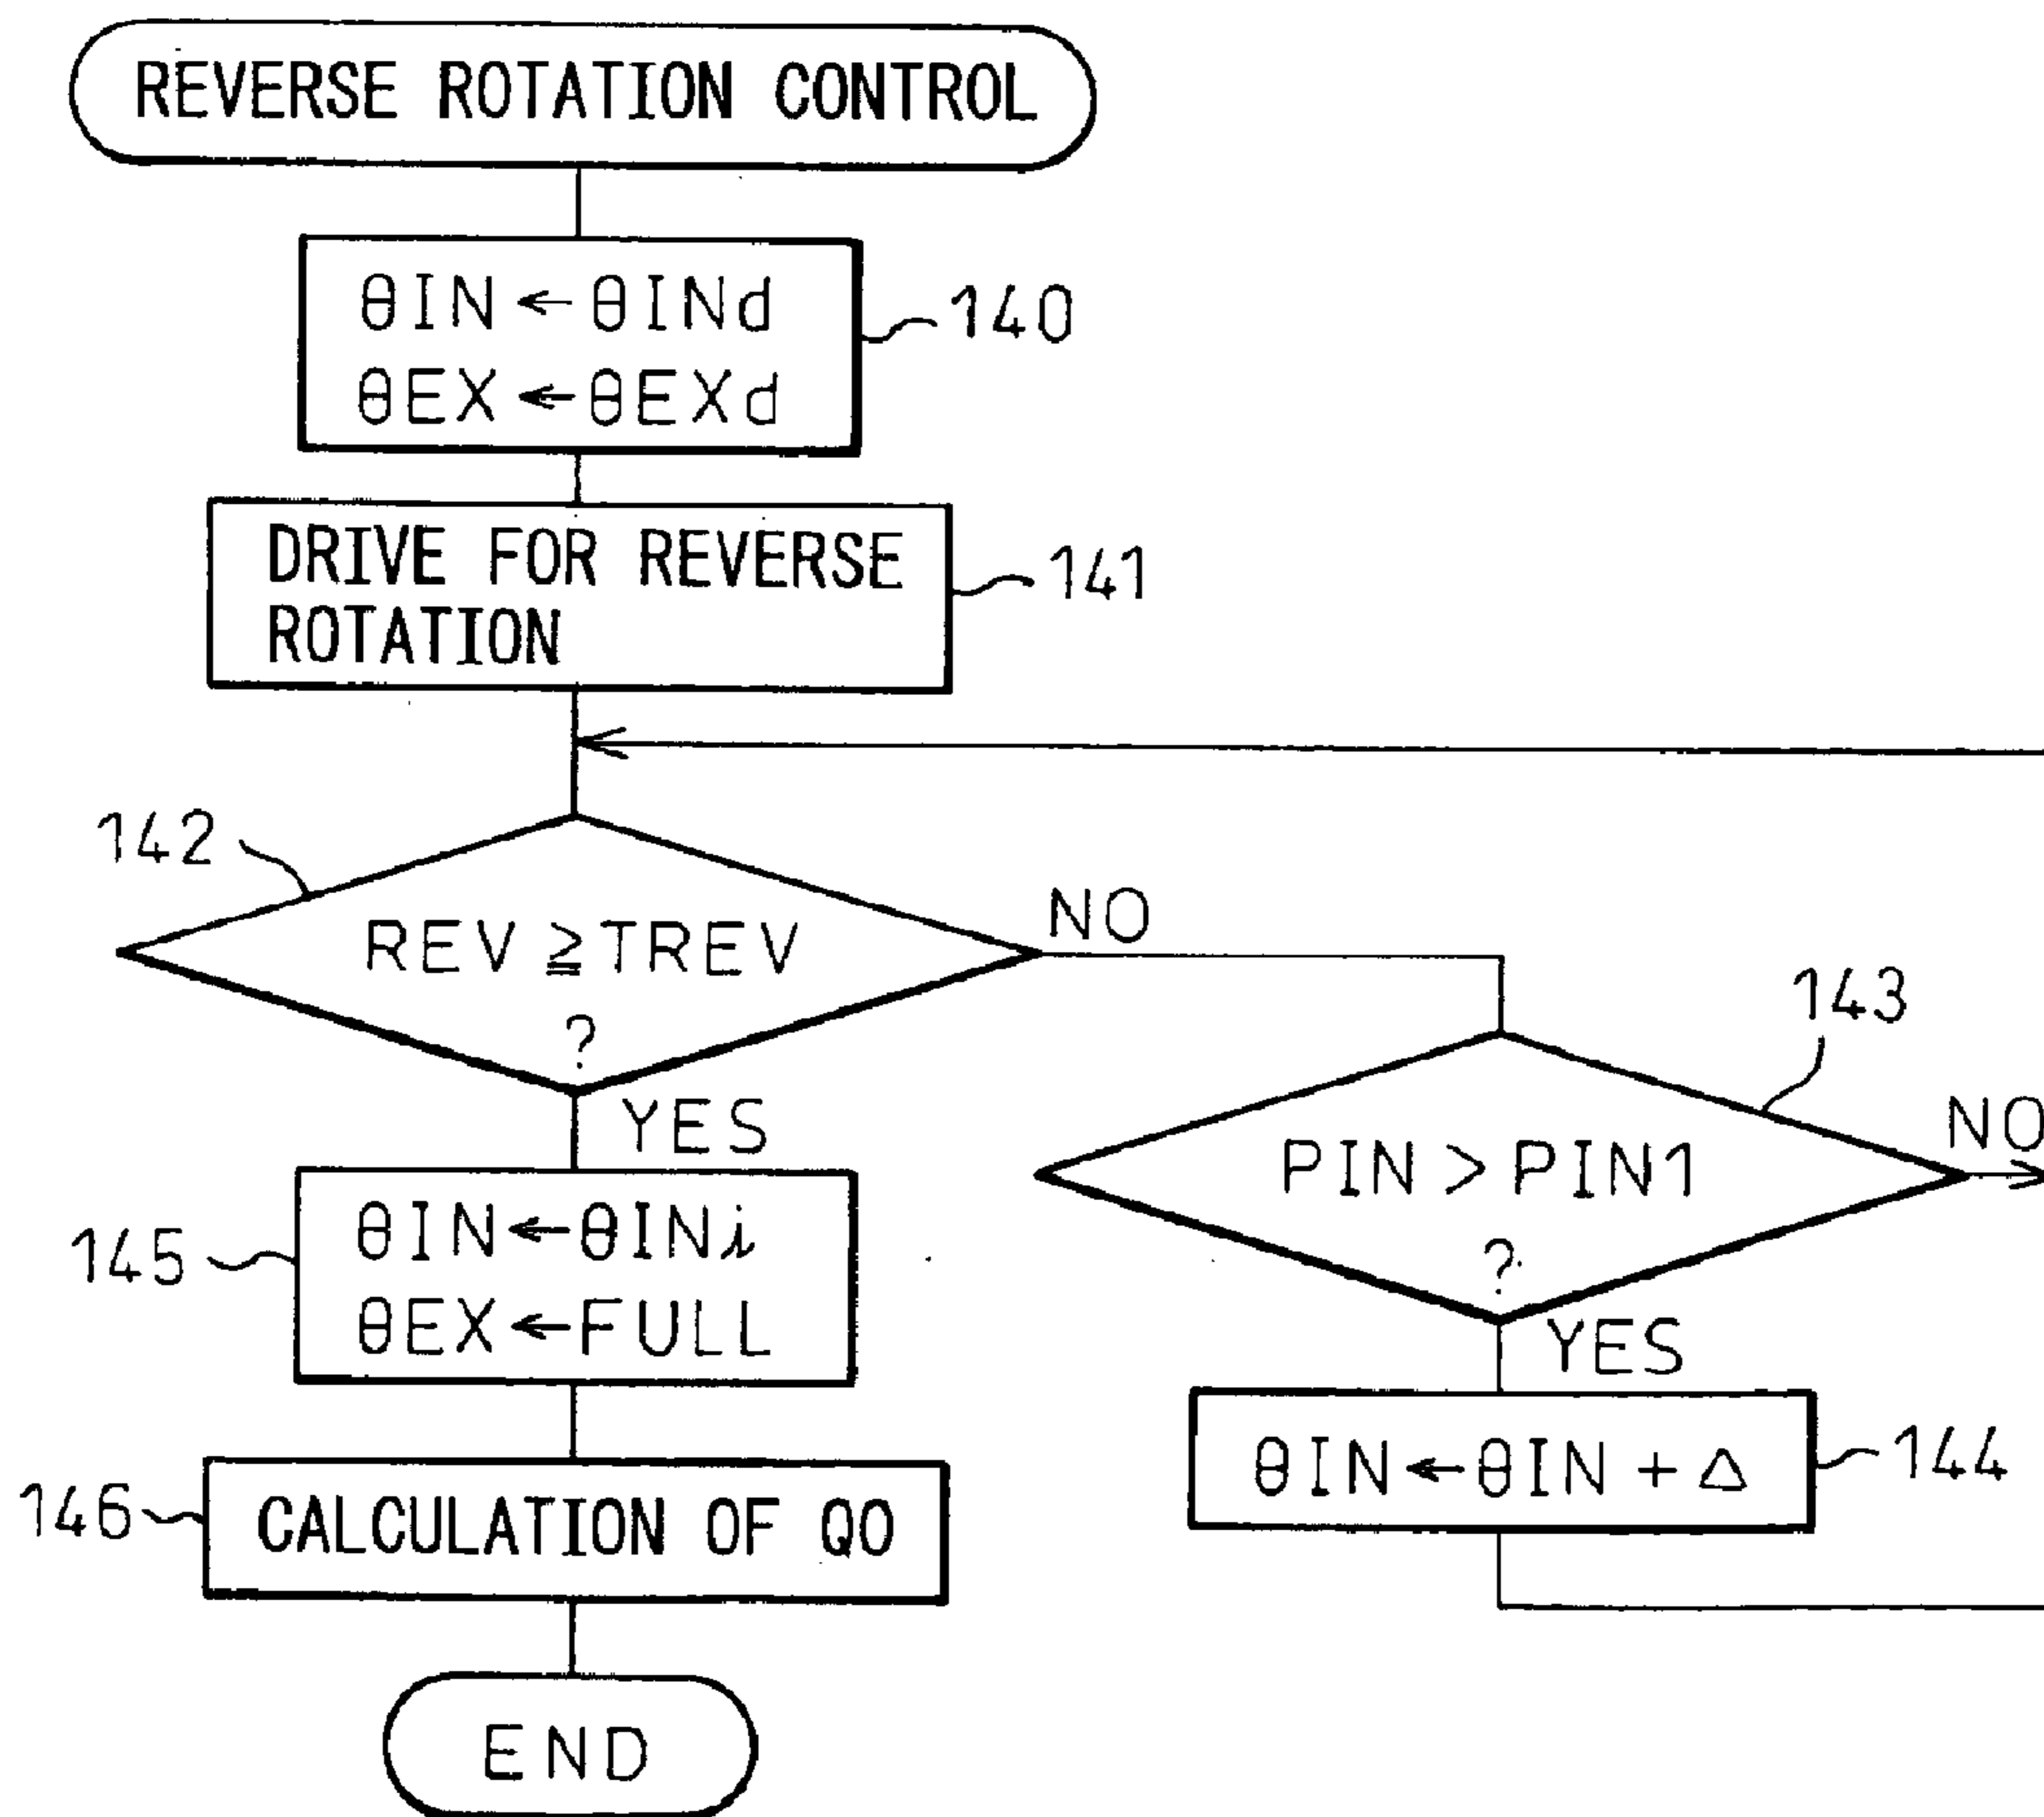 REVERSE ROTATION CONTROL
θIN ← θINd
θEX ← θEXd
140
DRIVE FOR REVERSE
ROTATION
141
142
REV ≧ TREV
?
NO
YES
143
PIN > PIN1
?
NO
YES
θIN ← θIN + Δ
144
145
θIN ← θINi
θEX ← FULL
146
CALCULATION OF Q0
END